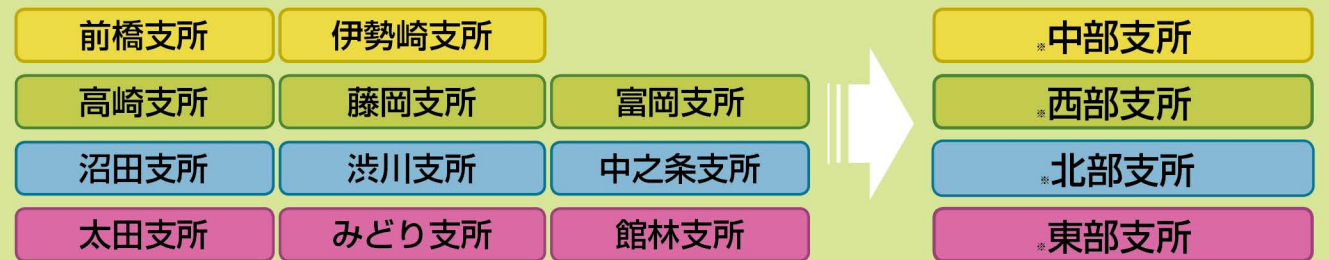 前橋支所 伊勢崎支所 ※中部支所
高崎支所 藤岡支所 富岡支所 ※西部支所
沼田支所 渋川支所 中之条支所 ※北部支所
太田支所 みどり支所 館林支所 ※東部支所